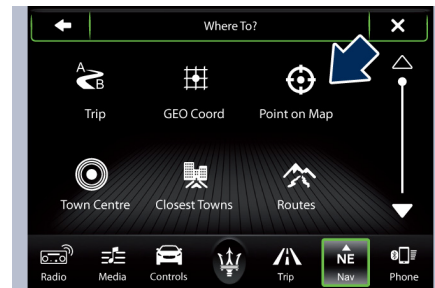 Where To?
A
B
Trip
GEO Coord
Point on Map
Town Centre
Closest Towns
Routes
NE
Radio
Media
Controls
Trip
Nav
Phone